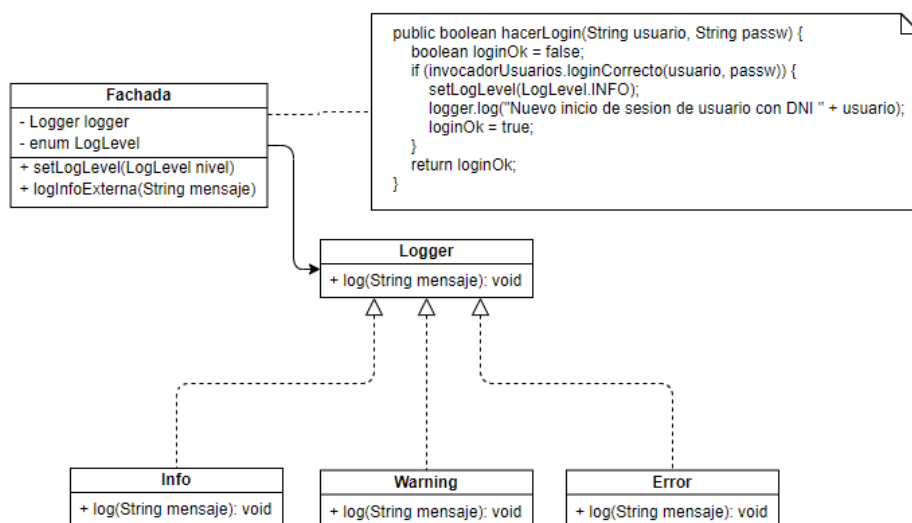 public boolean hacerLogin(String usuario, String passw) {
boolean loginOk = false;
if (invocadorUsuarios.loginCorrecto(usuario, passw)) {
setLogLevel(LogLevel.INFO);
logger.log("Nuevo inicio de sesion de usuario con DNI " + usuario);
loginOk = true;
}
return loginOk;
}
Fachada
- Logger logger
- enum LogLevel
+ setLogLevel(LogLevel nivel)
+ logInfoExterna(String mensaje)
Logger
+ log(String mensaje): void
Info
+ log(String mensaje): void
Warning
+ log(String mensaje): void
Error
+ log(String mensaje): void